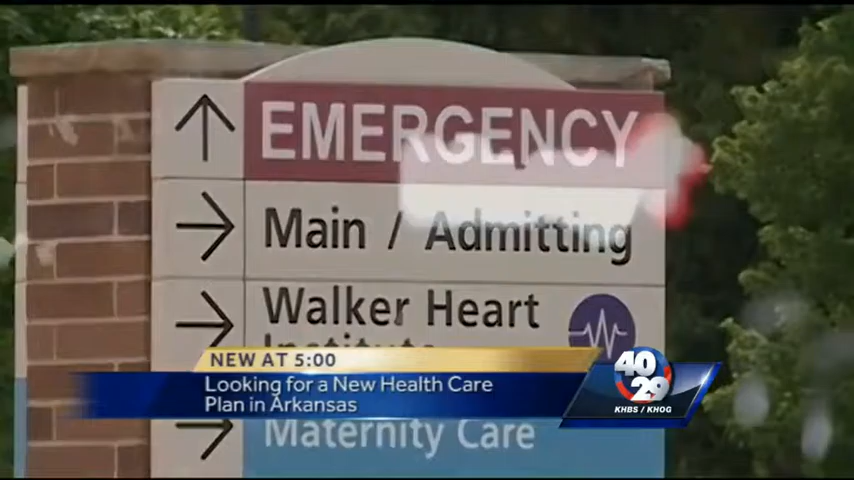 EMERGENCY
Main / Admitting
Walker Heart
Institute
NEW AT 5:00
Looking for a New Health Care
Plan in Arkansas
40
29
KHBS / KHOG
Maternity Care